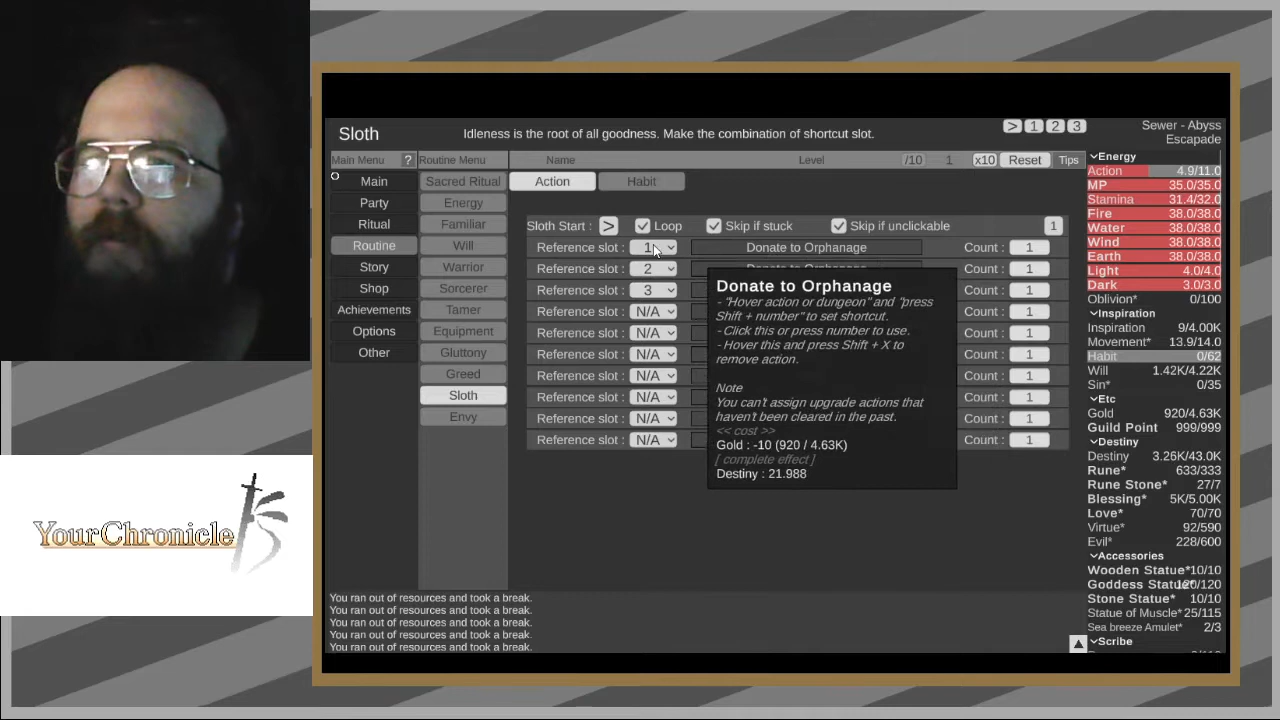 Sloth
Idleness is the root of all goodness. Make the combination of shortcut slot.
> 1 2 3
Sewer - Abyss
Escapade
Main Menu ? Routine Menu Name Level /10 1 x10 Reset Tips
Main
Party
Ritual
Routine
Story
Shop
Achievements
Options
Other
Sacred Ritual
Energy
Familiar
Will
Warrior
Sorcerer
Tamer
Equipment
Gluttony
Greed
Sloth
Envy
Action Habit
Sloth Start : > Loop Skip if stuck Skip if unclickable 1
Reference slot : 1 Donate to Orphanage Count : 1
Reference slot : 2 Donate to Orphanage Count : 1
Reference slot : 3 Count : 1
Reference slot : N/A Count : 1
Reference slot : N/A Count : 1
Reference slot : N/A Count : 1
Reference slot : N/A Count : 1
Reference slot : N/A Count : 1
Reference slot : N/A Count : 1
Reference slot : N/A Count : 1
Donate to Orphanage
- "Hover action or dungeon" and "press
Shift + number" to set shortcut.
- Click this or press number to use.
- Hover this and press Shift + X to
remove action.
Note
You can't assign upgrade actions that
haven't been cleared in the past.
<< cost >>
Gold : -10 (920 / 4.63K)
[ complete effect ]
Destiny : 21.988
Energy
Action 4.9/11.0
MP 35.0/35.0
Stamina 31.4/32.0
Fire 38.0/38.0
Water 38.0/38.0
Wind 38.0/38.0
Earth 38.0/38.0
Light 4.0/4.0
Dark 3.0/3.0
Oblivion* 0/100
Inspiration
Inspiration 9/4.00K
Movement* 13.9/14.0
Habit 0/62
Will 1.42K/4.22K
Sin* 0/35
Etc
Gold 920/4.63K
Guild Point 999/999
Destiny
Destiny 3.26K/43.0K
Rune* 633/333
Rune Stone* 27/7
Blessing* 5K/5.00K
Love* 70/70
Virtue* 92/590
Evil* 228/600
Accessories
Wooden Statue* 10/10
Goddess Statue* 120/120
Stone Statue* 10/10
Statue of Muscle* 25/115
Sea breeze Amulet* 2/3
Scribe
You ran out of resources and took a break.
You ran out of resources and took a break.
You ran out of resources and took a break.
You ran out of resources and took a break.
You ran out of resources and took a break.
YourChronicle